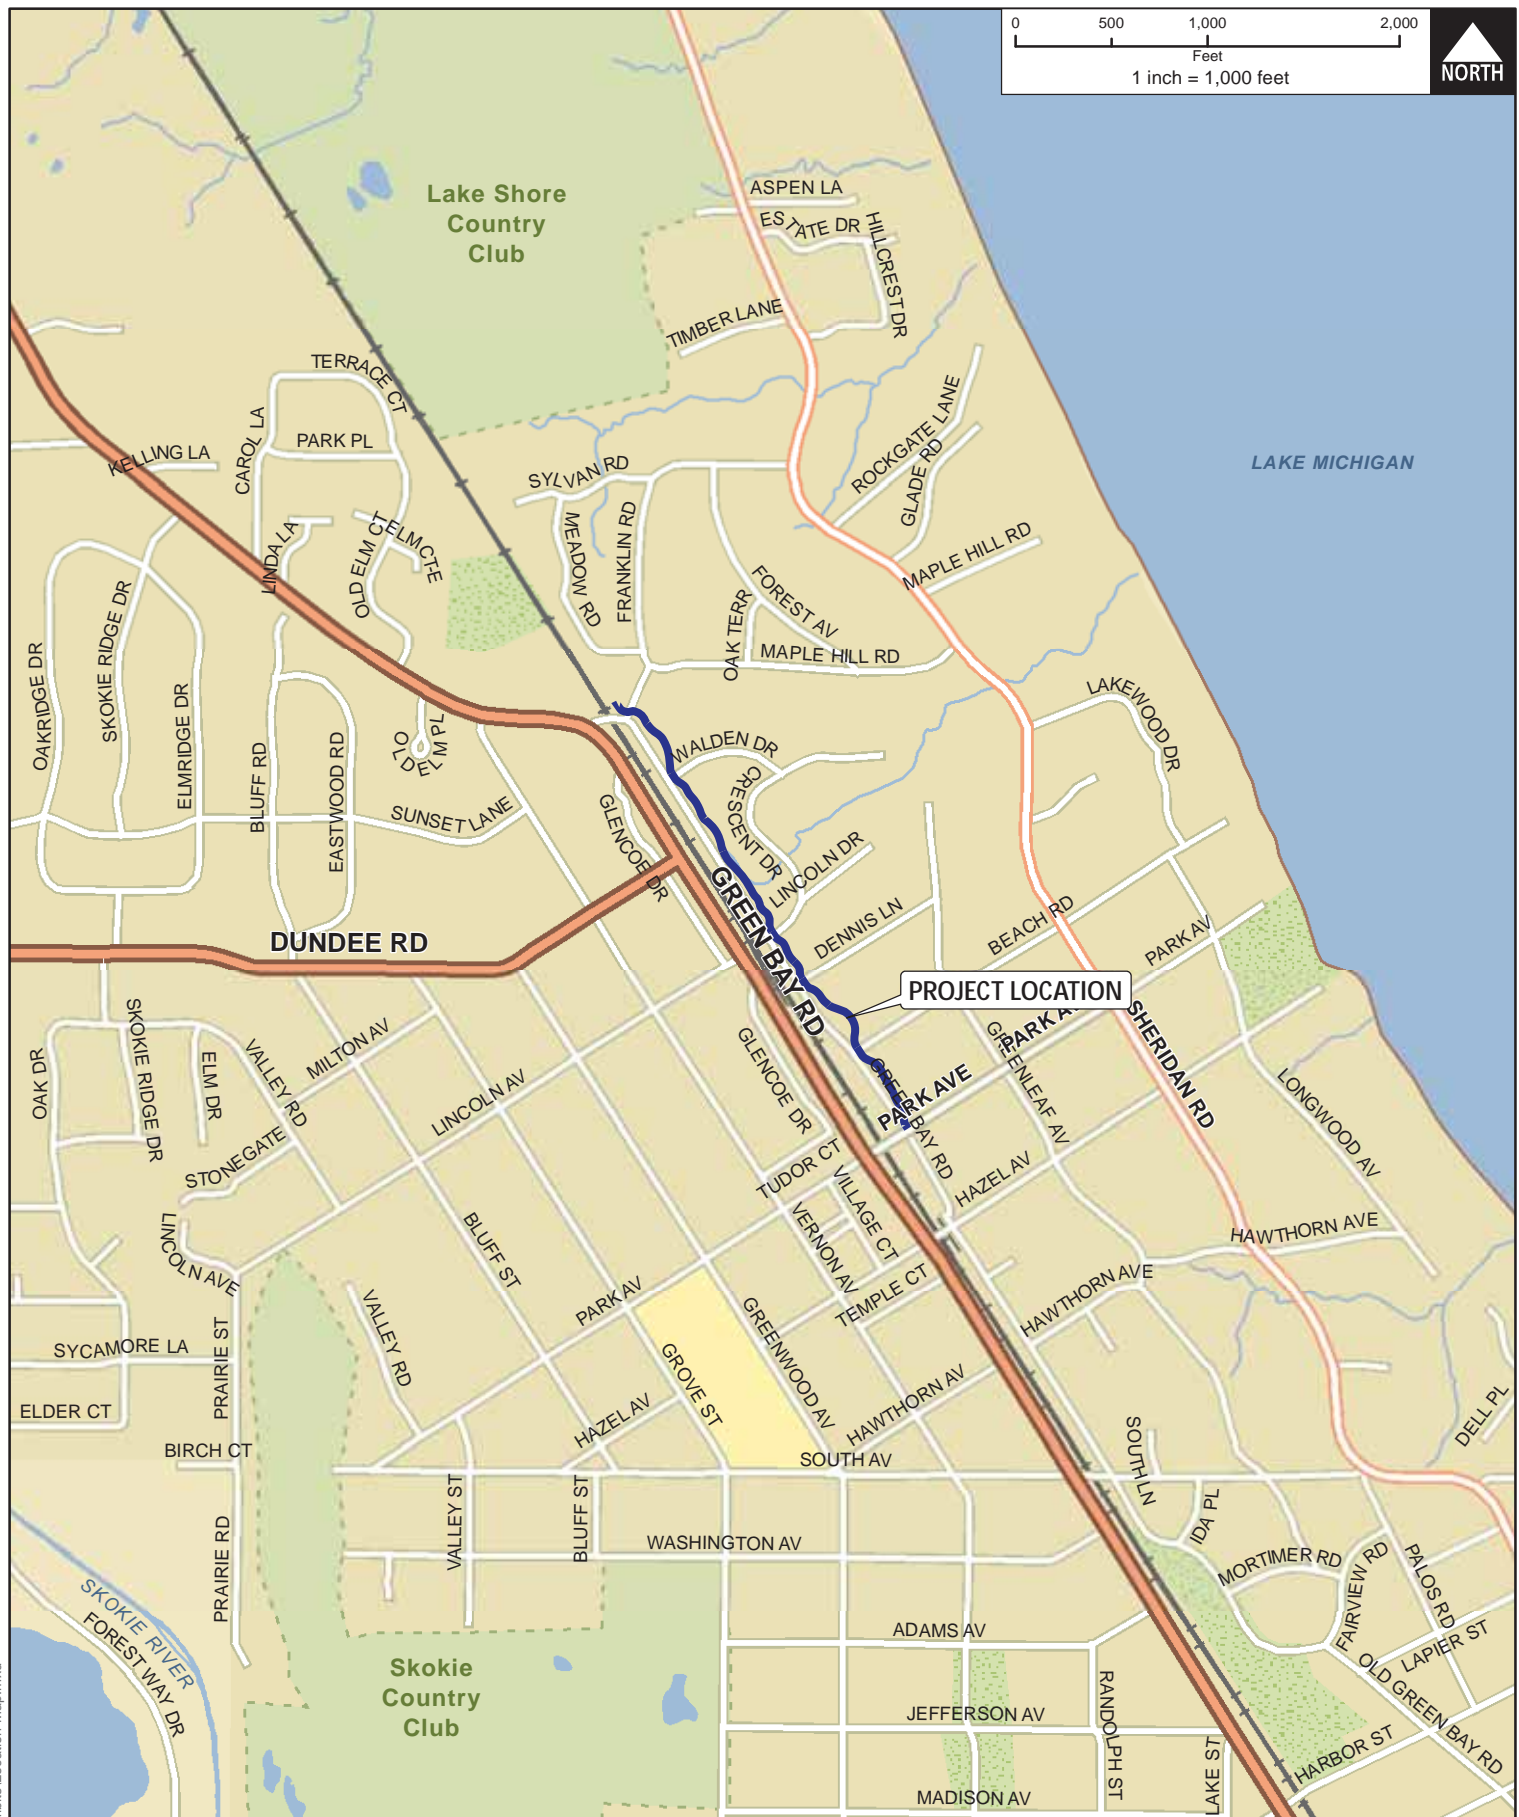 0 500 1,000 2,000
Feet
1 inch = 1,000 feet
NORTH
Lake Shore
Country
Club
ASPEN LA
ESTATE DR
HILLCREST DR
TIMBER LANE
TERRACE CT
CAROL LA
PARK PL
KELLING LA
ROCKGATE LANE
GLADE RD
LAKE MICHIGAN
SYLVAN RD
MEADOW RD
FRANKLIN RD
LINDA LA
OLD ELM CT
ELM CT-E
MAPLE HILL RD
FOREST AV
OAK TERR
MAPLE HILL RD
OAKRIDGE DR
SKOKIE RIDGE DR
ELMRIDGE DR
BLUFF RD
EASTWOOD RD
OLD ELM PL
LAKEWOOD DR
WALDEN DR
CRESCENT DR
SUNSET LANE
GLENCOE DR
LINCOLN DR
GREEN BAY RD
DENNIS LN
BEACH RD
PARK AV
DUNDEE RD
PROJECT LOCATION
SKOKIE RIDGE DR
OAK DR
ELM DR
VALLEY RD
MILTON AV
LINCOLN AV
GLENCOE DR
GREEN BAY RD
PARK AVE
PARK A
GREENLEAF AV
SHERIDAN RD
LONGWOOD AV
STONEGATE
TUDOR CT
VILLAGE CT
VERNON AV
HAZEL AV
LINCOLN AVE
BLUFF ST
HAWTHORN AVE
HAWTHORN AVE
TEMPLE CT
PARK AV
VALLEY RD
GREENWOOD AV
GROVE ST
SYCAMORE LA
PRAIRIE ST
ELDER CT
HAZEL AV
HAWTHORN AV
BIRCH CT
SOUTH AV
SOUTH LN
DELL PL
VALLEY ST
BLUFF ST
WASHINGTON AV
IDA PL
MORTIMER RD
FAIRVIEW RD
PALOS RD
PRAIRIE RD
SKOKIE RIVER
FOREST WAY DR
ADAMS AV
LAPIER ST
OLD GREEN BAY RD
Skokie
Country
Club
RANDOLPH ST
JEFFERSON AV
LAKE ST
HARBOR ST
MADISON AV